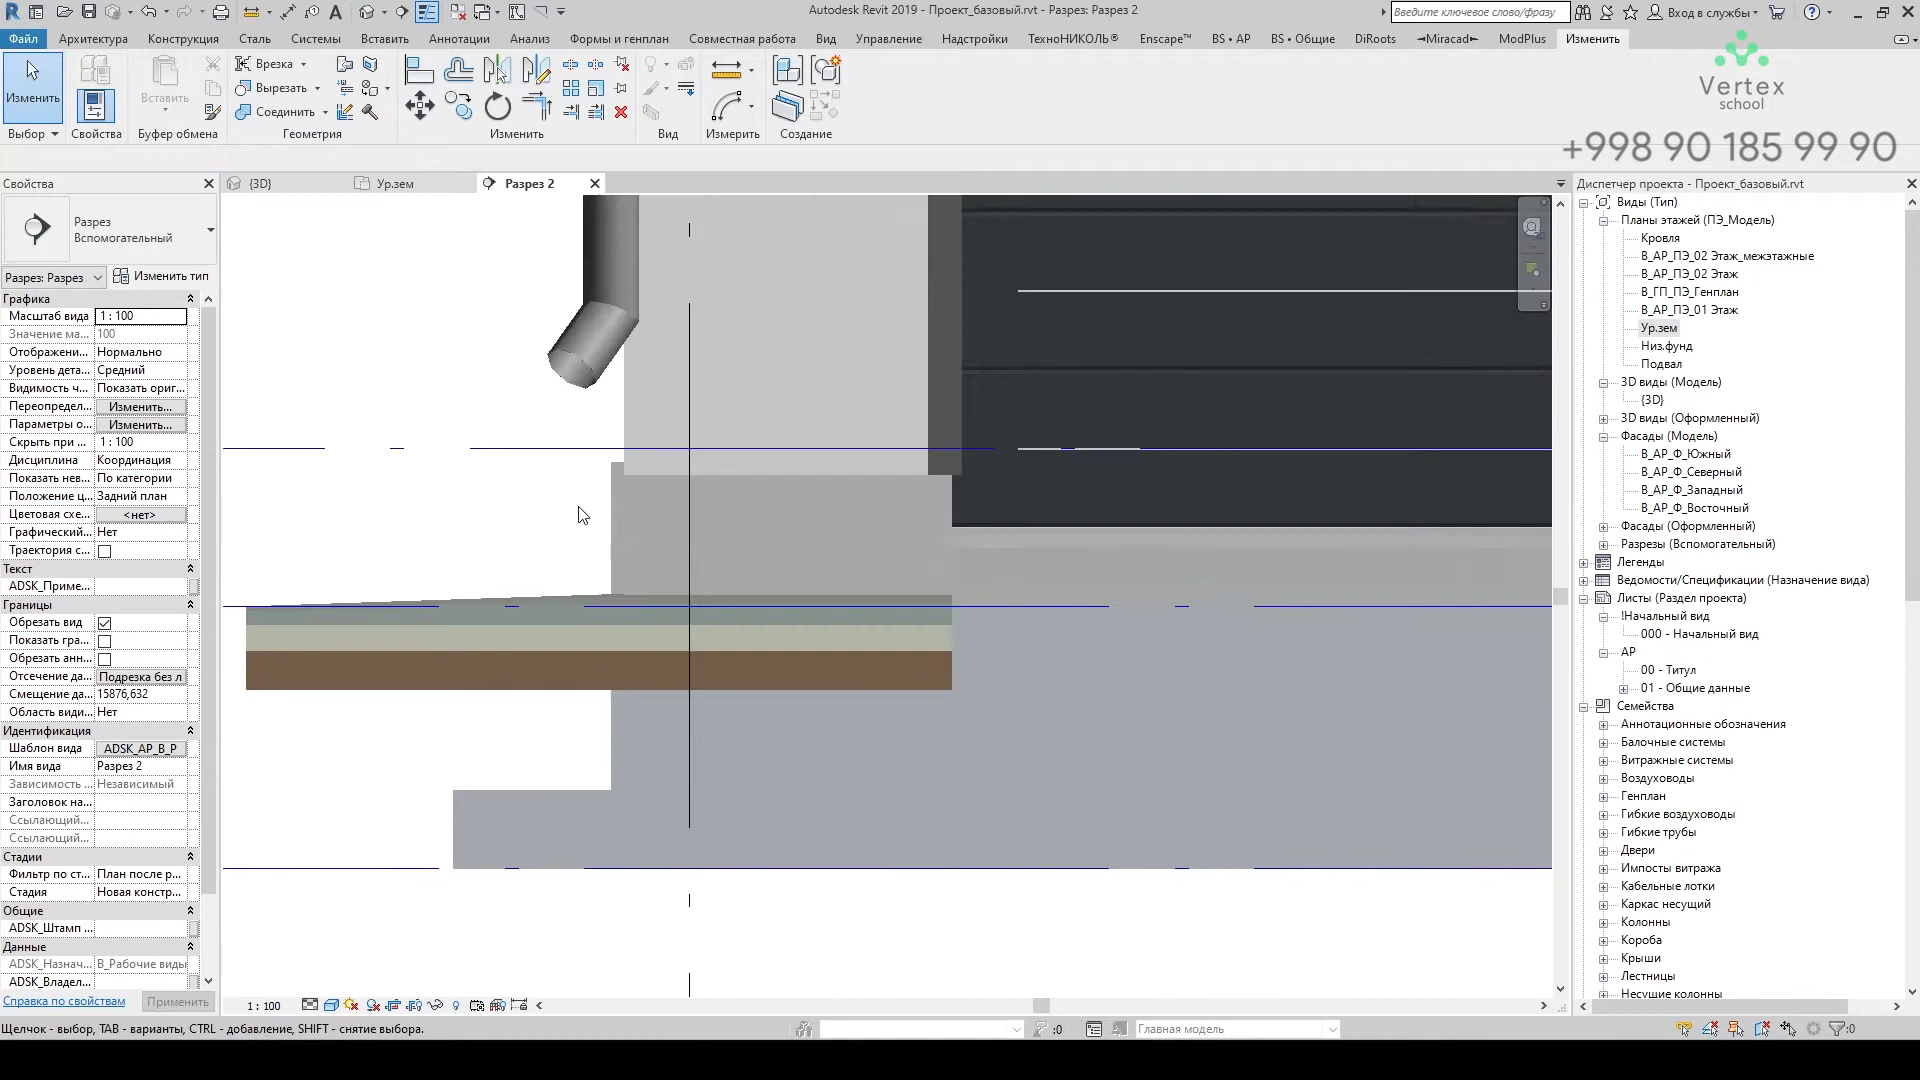 Autodesk Revit 2019 - Проект_базовый.rvt - Разрез: Разрез 2
Введите ключевое слово/фразу
Вход в службы
Файл Архитектура Конструкция Сталь Системы Вставить Аннотации Анализ Формы и генплан Совместная работа Вид Управление Надстройки ТехноНИКОЛЬ® Enscape™ BS • АР BS • Общие DiRoots ◄Miracad► ModPlus Изменить
Изменить
Вставить
Врезка
Вырезать
Соединить
Выбор Свойства Буфер обмена Геометрия Изменить Вид Измерить Создание
Vertex
school
+998 90 185 99 90
Свойства
{3D} Ур.зем Разрез 2
Диспетчер проекта - Проект_базовый.rvt
Разрез
Вспомогательный
Разрез: Разрез Изменить тип
Графика
Масштаб вида 1 : 100
Значение ма... 100
Отображени... Нормально
Уровень дета... Средний
Видимость ч... Показать ориг...
Переопредел... Изменить...
Параметры о... Изменить...
Скрыть при ... 1 : 100
Дисциплина Координация
Показать нев... По категории
Положение ц... Задний план
Цветовая схе... <нет>
Графический... Нет
Траектория с...
Текст
ADSK_Приме...
Границы
Обрезать вид
Показать гра...
Обрезать анн...
Отсечение да... Подрезка без л
Смещение да... 15876,632
Область види... Нет
Идентификация
Шаблон вида ADSK_АР_В_Р
Имя вида Разрез 2
Зависимость ... Независимый
Заголовок на...
Ссылающий...
Ссылающий...
Стадии
Фильтр по ст... План после р...
Стадия Новая констр...
Общие
ADSK_Штамп ...
Данные
ADSK_Назнач... В_Рабочие виды
ADSK_Владел...
Справка по свойствам Применить
Виды (Тип)
Планы этажей (ПЭ_Модель)
Кровля
В_АР_ПЭ_02 Этаж_межэтажные
В_АР_ПЭ_02 Этаж
В_ГП_ПЭ_Генплан
В_АР_ПЭ_01 Этаж
Ур.зем
Низ.фунд
Подвал
3D виды (Модель)
{3D}
3D виды (Оформленный)
Фасады (Модель)
В_АР_Ф_Южный
В_АР_Ф_Северный
В_АР_Ф_Западный
В_АР_Ф_Восточный
Фасады (Оформленный)
Разрезы (Вспомогательный)
Легенды
Ведомости/Спецификации (Назначение вида)
Листы (Раздел проекта)
!Начальный вид
000 - Начальный вид
АР
00 - Титул
01 - Общие данные
Семейства
Аннотационные обозначения
Балочные системы
Витражные системы
Воздуховоды
Генплан
Гибкие воздуховоды
Гибкие трубы
Двери
Импосты витража
Кабельные лотки
Каркас несущий
Колонны
Короба
Крыши
Лестницы
Несущие колонны
1 : 100
Щелчок - выбор, TAB - варианты, CTRL - добавление, SHIFT - снятие выбора.
:0
Главная модель
:0